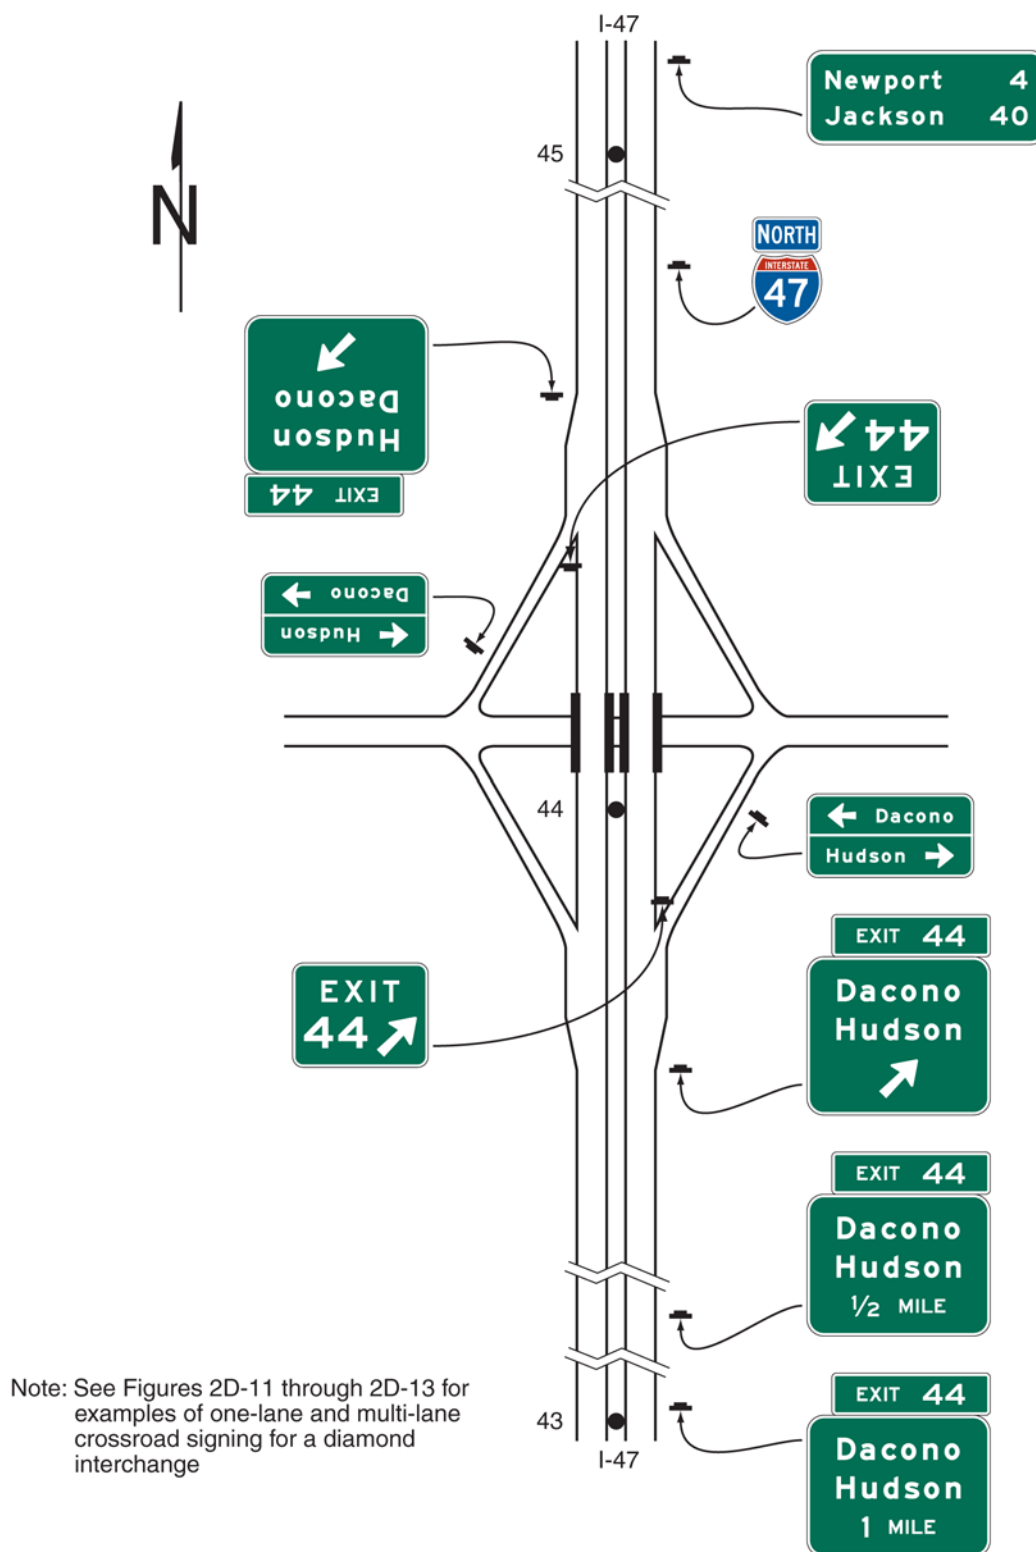 I-47
Newport 4
Jackson 40
45
N
NORTH
INTERSTATE
47
Hudson
Dacono
EXIT 44
EXIT
44
Dacono
Hudson
44
Dacono
Hudson
EXIT 44
Dacono
Hudson
EXIT
44
EXIT 44
Dacono
Hudson
1/2 MILE
EXIT 44
Dacono
Hudson
1 MILE
43
I-47
Note: See Figures 2D-11 through 2D-13 for
examples of one-lane and multi-lane
crossroad signing for a diamond
interchange